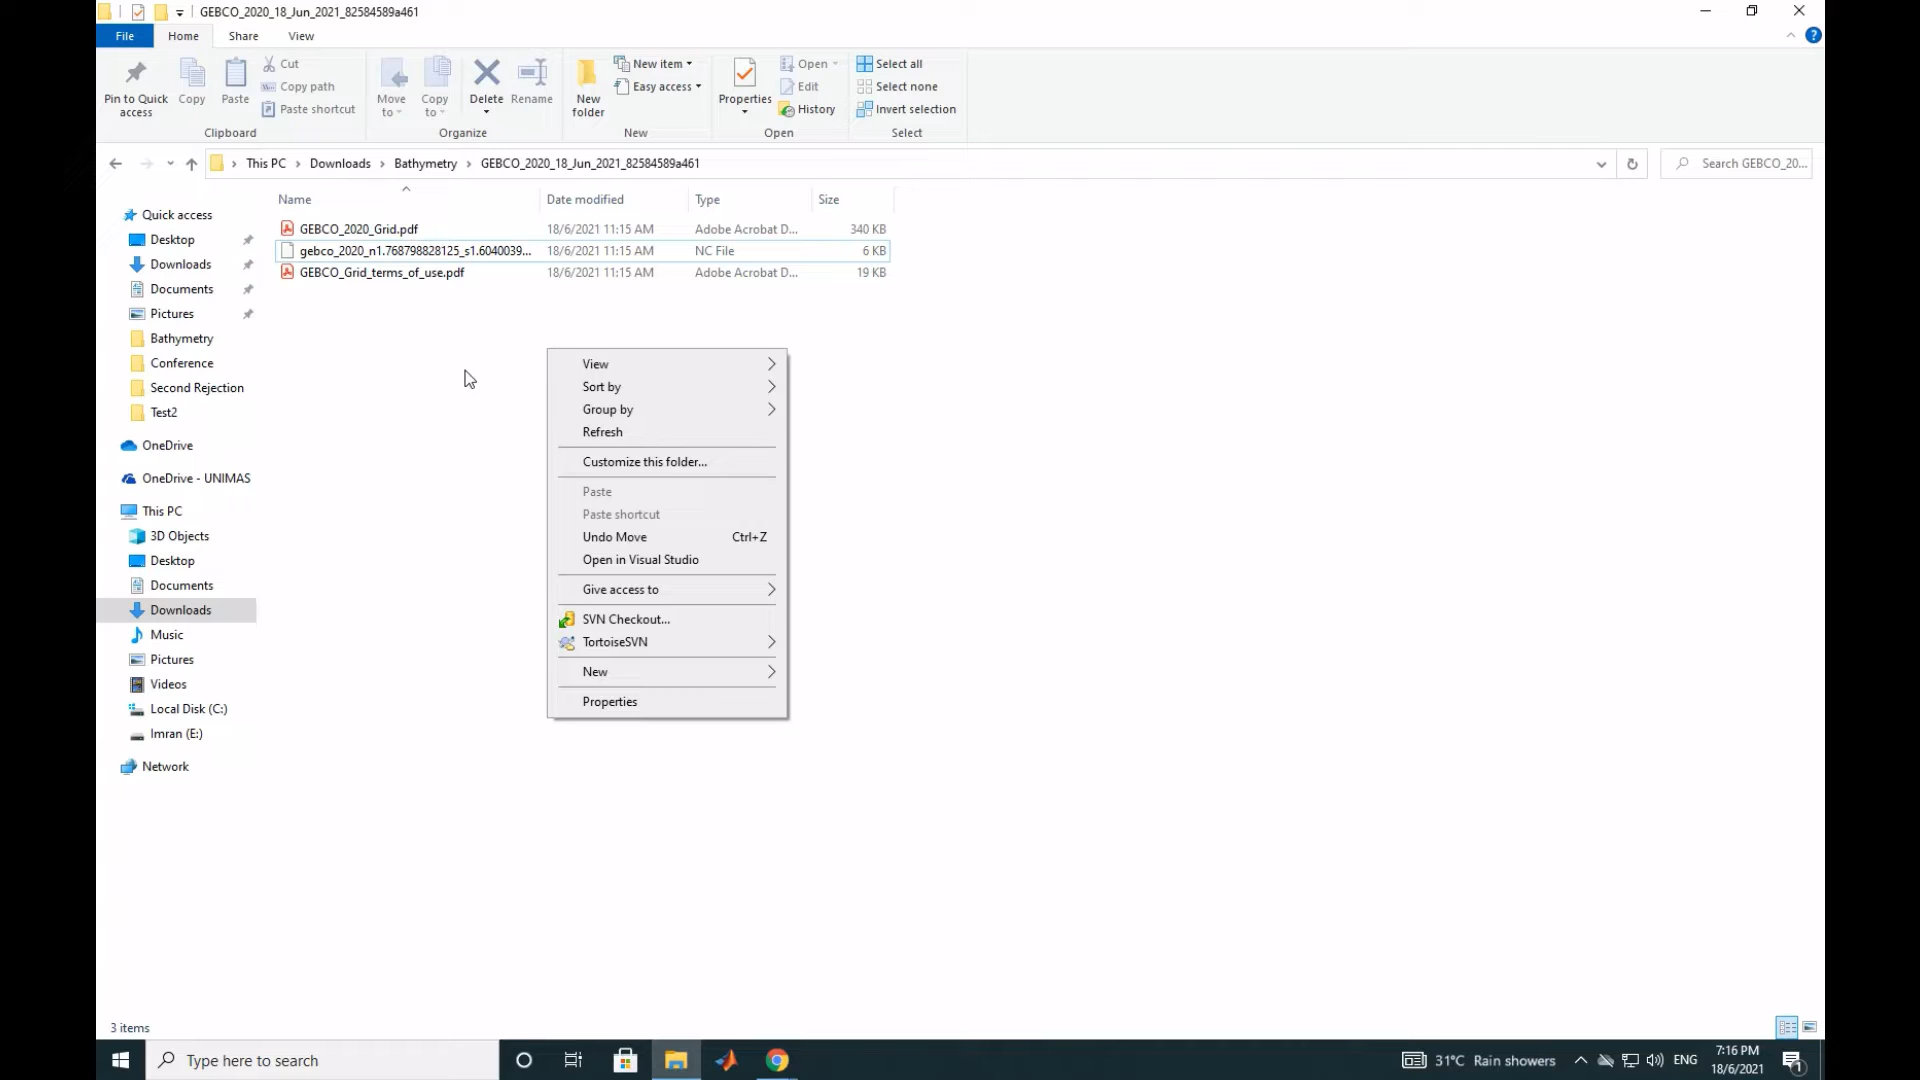 GEBCO_2020_18_Jun_2021_82584589a461
File Home Share View
Pin to Quick access
Copy
Paste
Cut
Copy path
Paste shortcut
Clipboard
Move to
Copy to
Delete
Rename
Organize
New folder
New item
Easy access
New
Properties
Open
Edit
History
Open
Select all
Select none
Invert selection
Select
This PC > Downloads > Bathymetry > GEBCO_2020_18_Jun_2021_82584589a461
Search GEBCO_20...
Name Date modified Type Size
GEBCO_2020_Grid.pdf 18/6/2021 11:15 AM Adobe Acrobat D... 340 KB
gebco_2020_n1.768798828125_s1.6040039... 18/6/2021 11:15 AM NC File 6 KB
GEBCO_Grid_terms_of_use.pdf 18/6/2021 11:15 AM Adobe Acrobat D... 19 KB
Quick access
Desktop
Downloads
Documents
Pictures
Bathymetry
Conference
Second Rejection
Test2
OneDrive
OneDrive - UNIMAS
This PC
3D Objects
Desktop
Documents
Downloads
Music
Pictures
Videos
Local Disk (C:)
Imran (E:)
Network
View
Sort by
Group by
Refresh
Customize this folder...
Paste
Paste shortcut
Undo Move Ctrl+Z
Open in Visual Studio
Give access to
SVN Checkout...
TortoiseSVN
New
Properties
3 items
Type here to search
31°C Rain showers
ENG
7:16 PM
18/6/2021
1